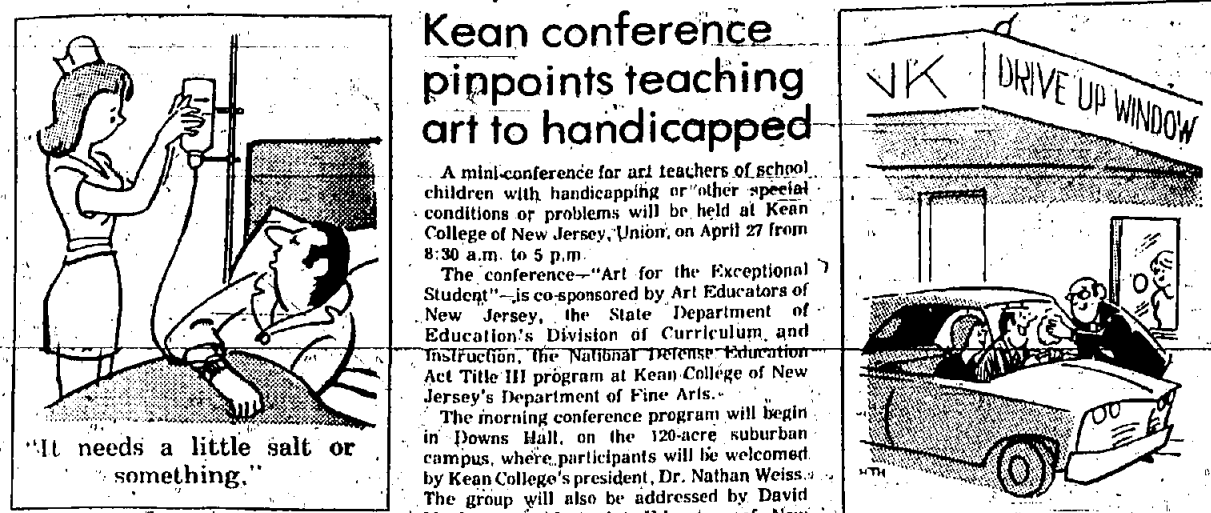 "It needs a little salt or
something."
Kean conference
pinpoints teaching
art to handicapped
A mini-conference for art teachers of school
children with handicapping or other special
conditions or problems will be held at Kean
College of New Jersey, Union, on April 27 from
8:30 a.m. to 5 p.m.
The conference—"Art for the Exceptional
Student"—is co-sponsored by Art Educators of
New Jersey, the State Department of
Education's Division of Curriculum and
Instruction, the National Defense Education
Act Title III program at Kean College of New
Jersey's Department of Fine Arts.
The morning conference program will begin
in Downs Hall, on the 120-acre suburban
campus, where participants will be welcomed
by Kean College's president, Dr. Nathan Weiss.
The group will also be addressed by David
NK
DRIVE UP WINDOW
HTH